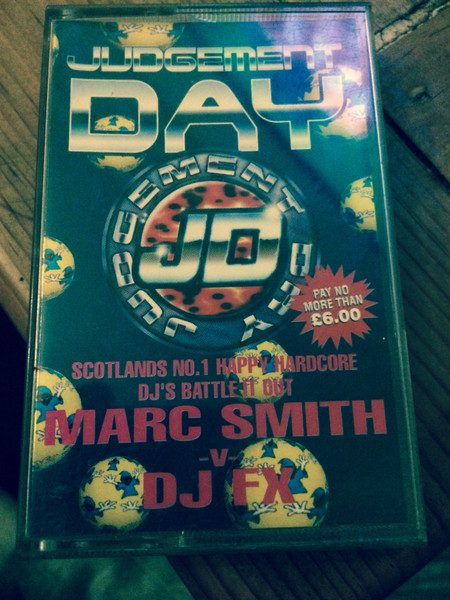 JUDGEMENT
DAY
JUDGEMENT DAY
JD
PAY NO
MORE THAN
£6.00
SCOTLANDS NO.1 HAPPY HARDCORE
DJ'S BATTLE IT OUT
MARC SMITH
-V-
DJ FX